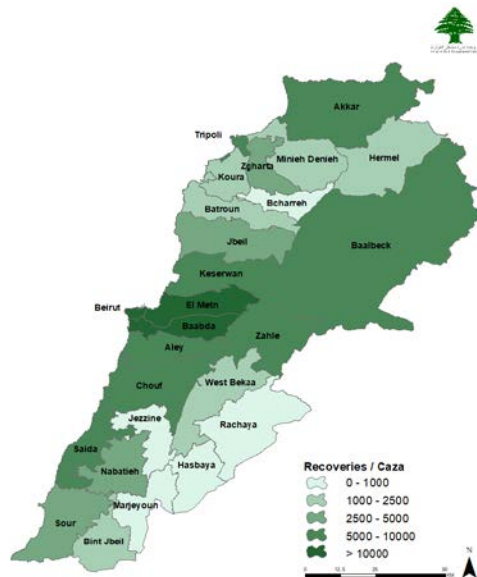 Akkar
Tripoli
Zgharta
Minieh Denieh
Hermel
Koura
Bcharreh
Batroun
Jbeil
Baalbeck
Keserwan
El Metn
Beirut
Baabda
Zahle
Aley
Chouf
West Bekaa
Jezzine
Rachaya
Saida
Nabatieh
Hasbaya
Marjeyoun
Sour
Bint Jbeil
Recoveries / Caza
0 - 1000
1000 - 2500
2500 - 5000
5000 - 10000
> 10000
N